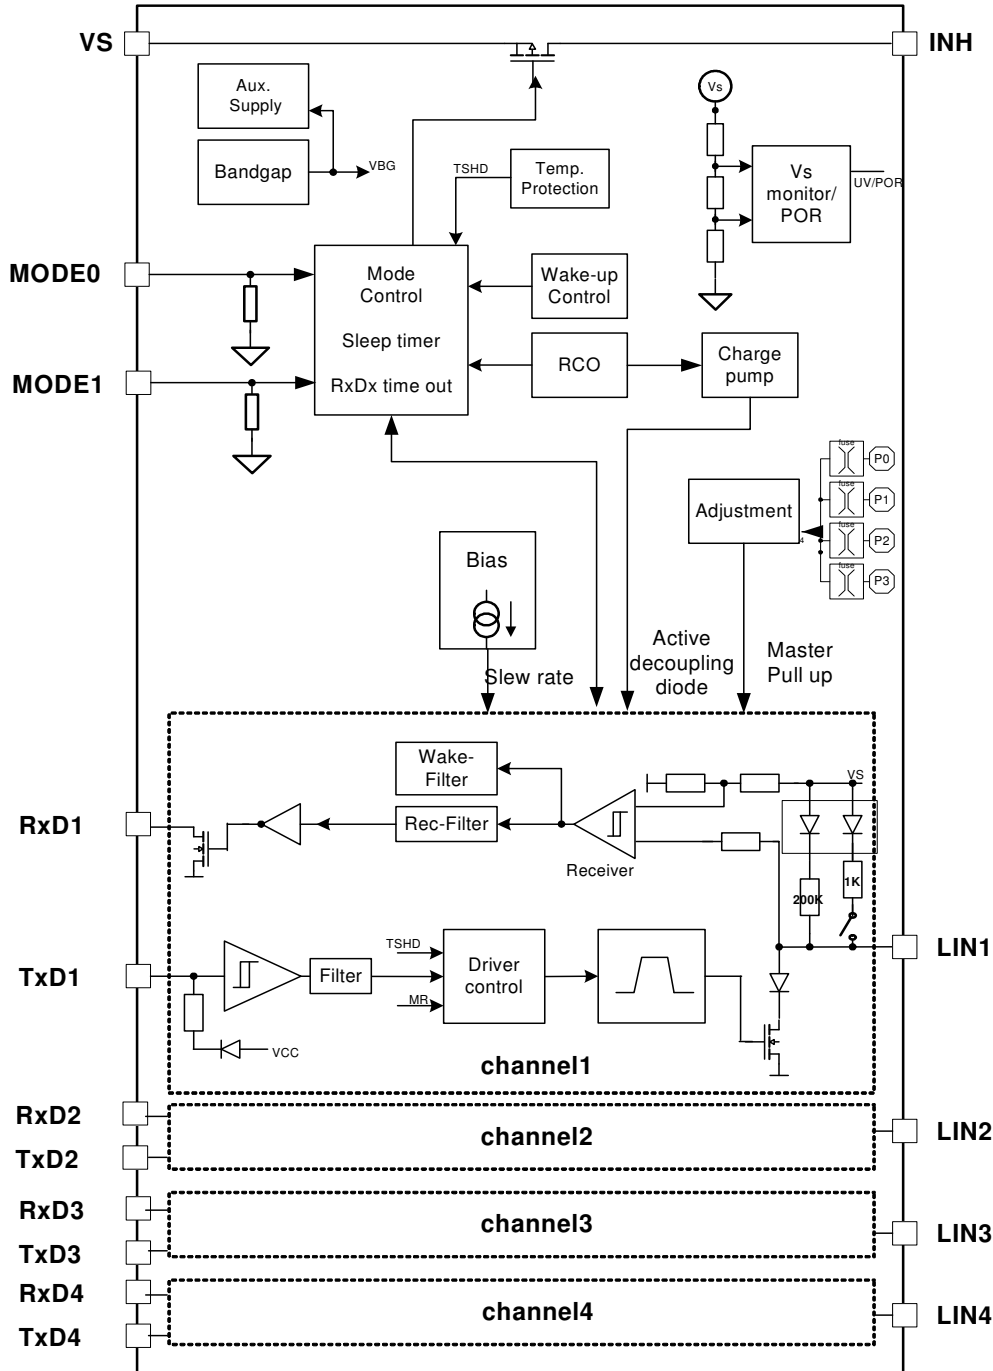 VS
INH
Aux.
Supply
Vs
Bandgap
VBG
TSHD
Temp.
Protection
Vs
monitor/
POR
UV/POR
MODE0
Mode
Control
Sleep timer
RxDx time out
Wake-up
Control
MODE1
RCO
Charge
pump
fuse
P0
fuse
P1
fuse
P2
fuse
P3
Adjustment
4
Bias
Slew rate
Active
decoupling
diode
Master
Pull up
Wake-
Filter
VS
RxD1
Rec-Filter
Receiver
200K
1K
LIN1
TxD1
Filter
TSHD
MR
Driver
control
VCC
channel1
RxD2
TxD2
channel2
LIN2
RxD3
TxD3
channel3
LIN3
RxD4
TxD4
channel4
LIN4